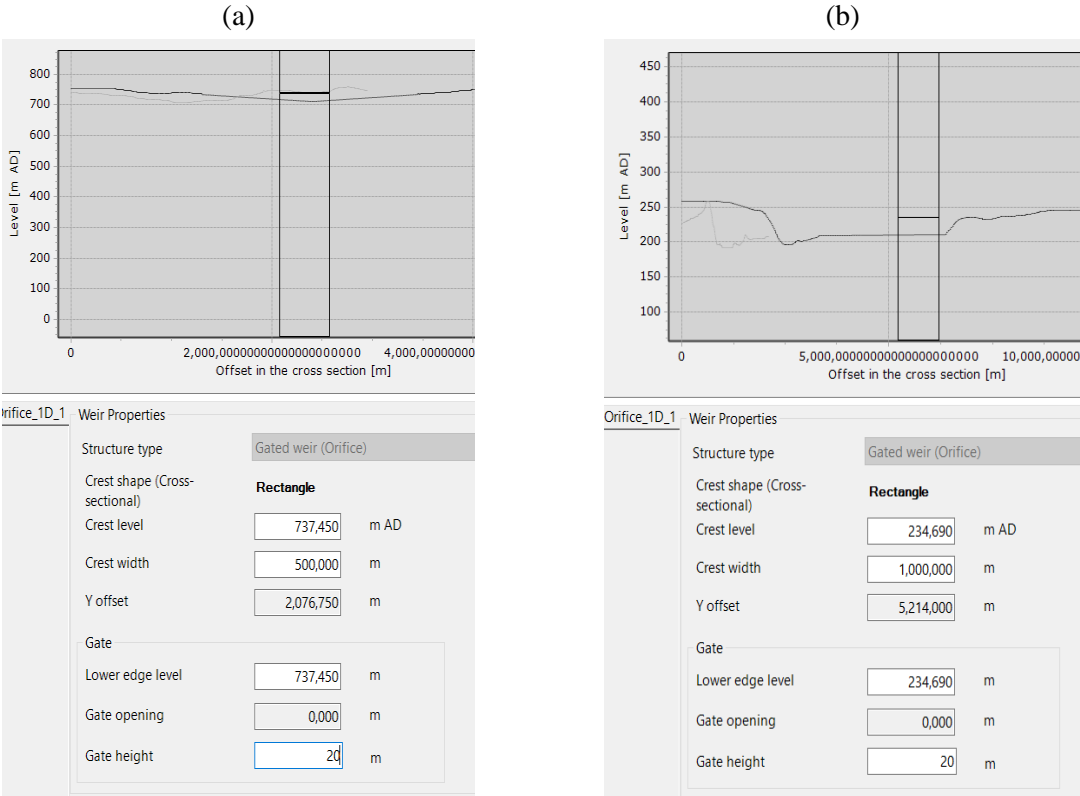 (a)
800
700
600
500
400
300
200
100
0
Level [m AD]
0 2,000,0000000000000000000000 4,000,00000000
Offset in the cross section [m]
rifice_1D_1 Weir Properties
Structure type Gated weir (Orifice)
Crest shape (Cross-
sectional) Rectangle
Crest level 737,450 m AD
Crest width 500,000 m
Y offset 2,076,750 m
Gate
Lower edge level 737,450 m
Gate opening 0,000 m
Gate height 20 m
(b)
450
400
350
300
250
200
150
100
Level [m AD]
0 5,000,0000000000000000000000 10,000,00000
Offset in the cross section [m]
Orifice_1D_1 Weir Properties
Structure type Gated weir (Orifice)
Crest shape (Cross-
sectional) Rectangle
Crest level 234,690 m AD
Crest width 1,000,000 m
Y offset 5,214,000 m
Gate
Lower edge level 234,690 m
Gate opening 0,000 m
Gate height 20 m